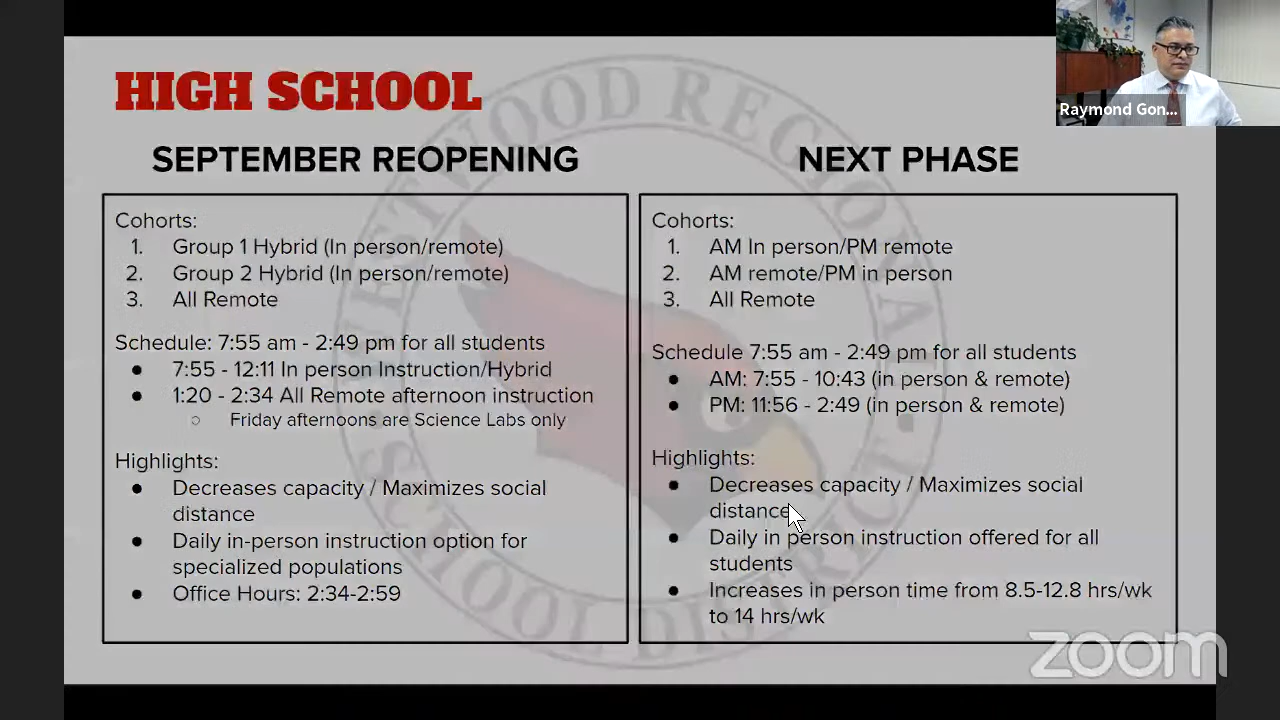 HIGH SCHOOL
Raymond Gon...
SEPTEMBER REOPENING
Cohorts:
1. Group 1 Hybrid (In person/remote)
2. Group 2 Hybrid (In person/remote)
3. All Remote
Schedule: 7:55 am - 2:49 pm for all students
● 7:55 - 12:11 In person Instruction/Hybrid
● 1:20 - 2:34 All Remote afternoon instruction
○ Friday afternoons are Science Labs only
Highlights:
● Decreases capacity / Maximizes social
distance
● Daily in-person instruction option for
specialized populations
● Office Hours: 2:34-2:59
NEXT PHASE
Cohorts:
1. AM In person/PM remote
2. AM remote/PM in person
3. All Remote
Schedule 7:55 am - 2:49 pm for all students
● AM: 7:55 - 10:43 (in person & remote)
● PM: 11:56 - 2:49 (in person & remote)
Highlights:
● Decreases capacity / Maximizes social
distance
● Daily in person instruction offered for all
students
● Increases in person time from 8.5-12.8 hrs/wk
to 14 hrs/wk
WESTWOOD REGIONAL
SCHOOL DISTRICT
zoom